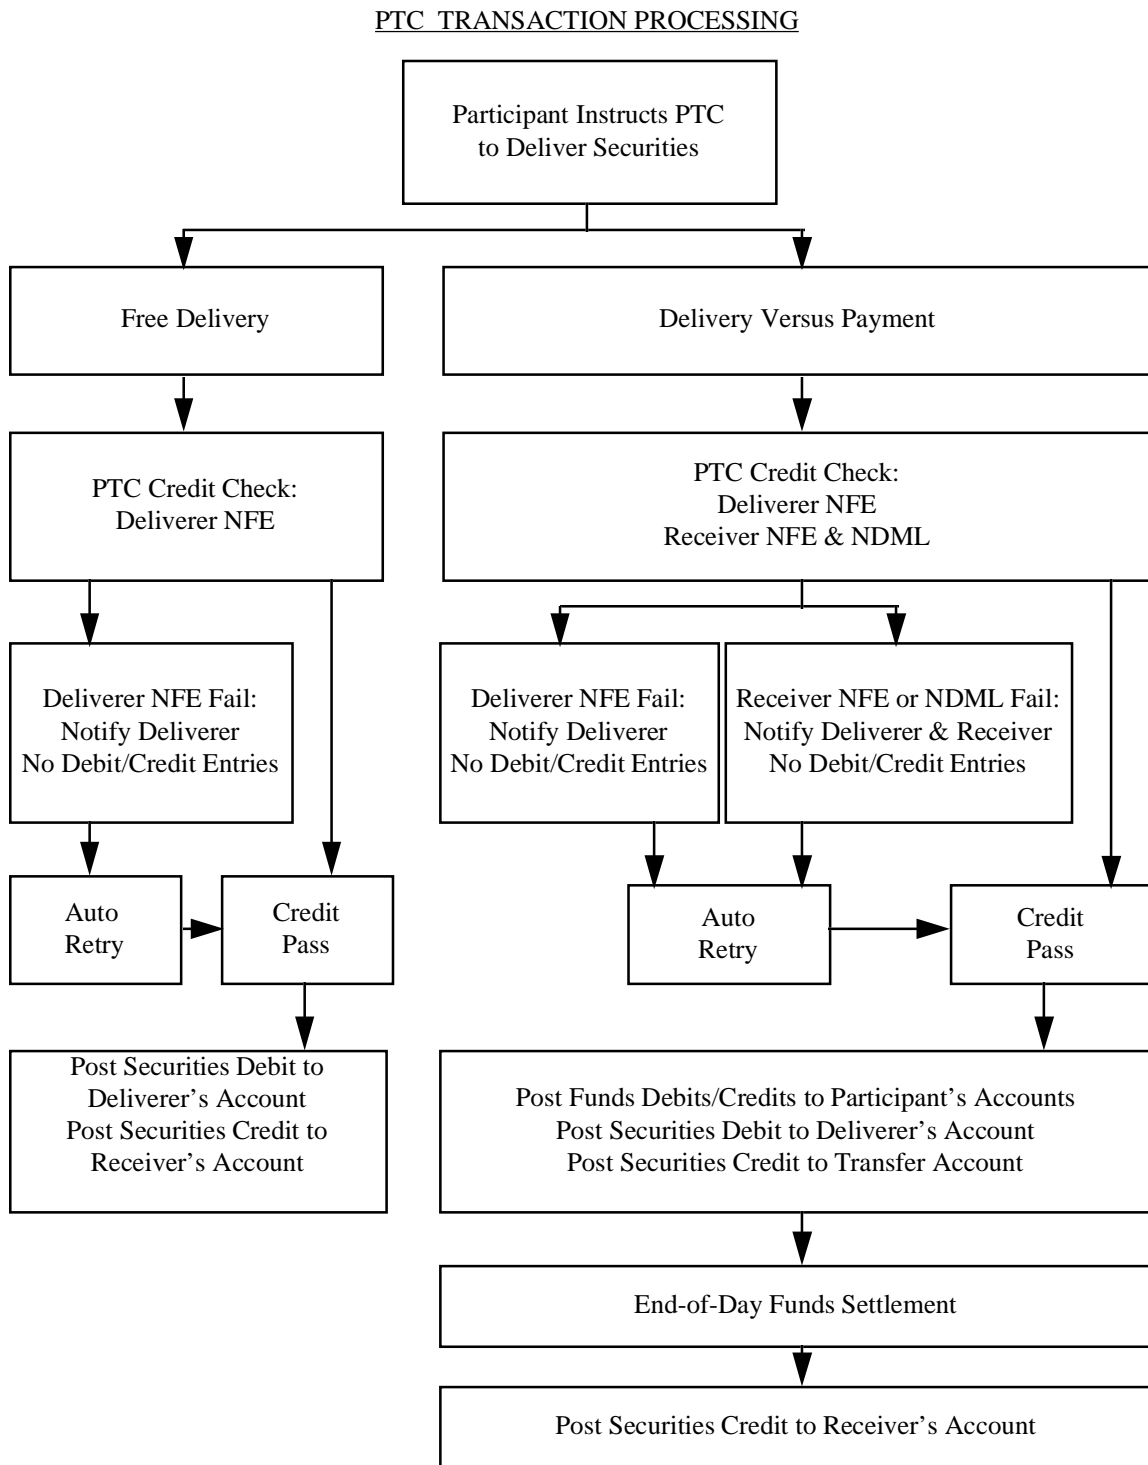 PTC TRANSACTION PROCESSING
Participant Instructs PTC
to Deliver Securities
Free Delivery
Delivery Versus Payment
PTC Credit Check:
Deliverer NFE
PTC Credit Check:
Deliverer NFE
Receiver NFE & NDML
Deliverer NFE Fail:
Notify Deliverer
No Debit/Credit Entries
Deliverer NFE Fail:
Notify Deliverer
No Debit/Credit Entries
Receiver NFE or NDML Fail:
Notify Deliverer & Receiver
No Debit/Credit Entries
Auto
Retry
Credit
Pass
Auto
Retry
Credit
Pass
Post Securities Debit to
Deliverer’s Account
Post Securities Credit to
Receiver’s Account
Post Funds Debits/Credits to Participant’s Accounts
Post Securities Debit to Deliverer’s Account
Post Securities Credit to Transfer Account
End-of-Day Funds Settlement
Post Securities Credit to Receiver’s Account